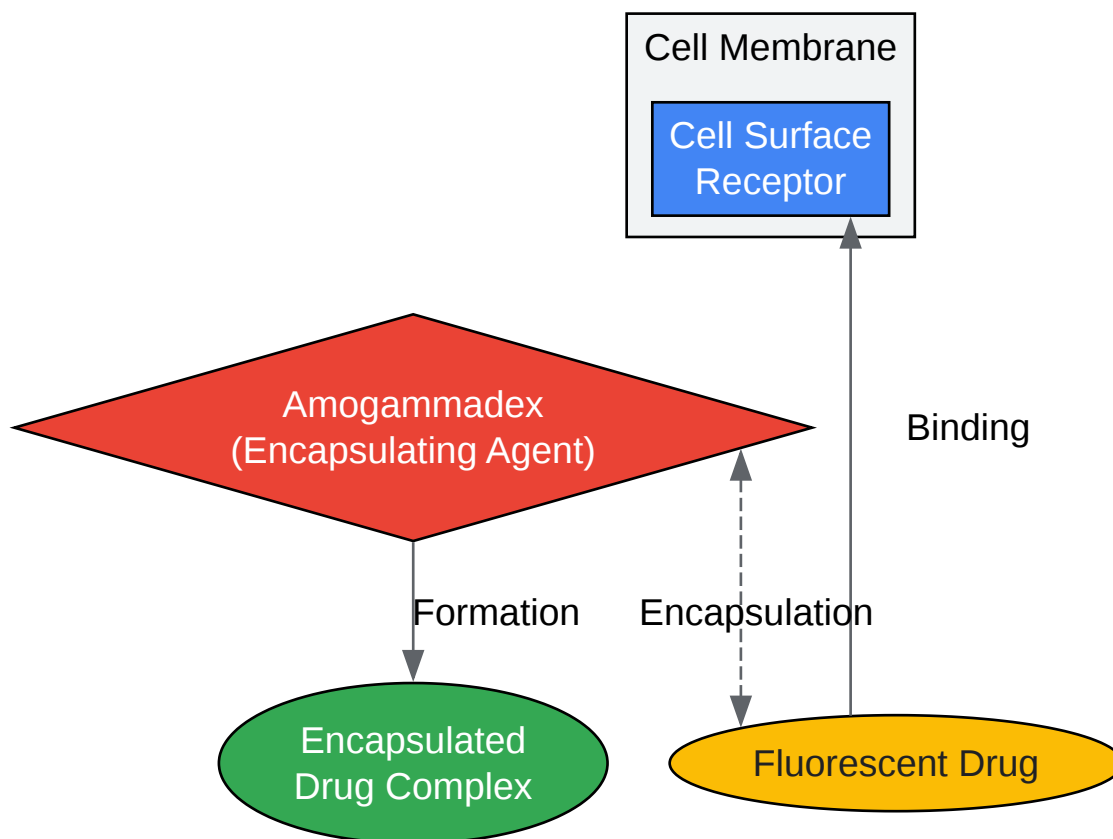 Cell Membrane
Cell Surface
Receptor
Amogammadex
(Encapsulating Agent)
Binding
Formation
Encapsulation
Encapsulated
Drug Complex
Fluorescent Drug